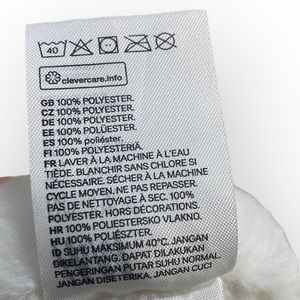 40
clevercare.info
GB 100% POLYESTER.
CZ 100% POLYESTER.
DE 100% POLYESTER.
EE 100% POLÜESTER.
ES 100% poliéster.
FI 100% POLYESTERIÄ.
FR LAVER À LA MACHINE À L'EAU
TIÈDE. BLANCHIR SANS CHLORE SI
NÉCESSAIRE. SÉCHER À LA MACHINE
CYCLE MOYEN. NE PAS REPASSER.
PAS DE NETTOYAGE À SEC. 100%
POLYESTER. HORS DÉCORATIONS.
HR 100% POLIESTERSKO VLAKNO.
HU 100% POLIÉSZTER.
ID SUHU MAKSIMUM 40°C. JANGAN
DIKELANTANG. DAPAT DILAKUKAN
PENGERINGAN PUTAR SUHU NORMAL.
JANGAN DISETERIKA. JANGAN CUCI